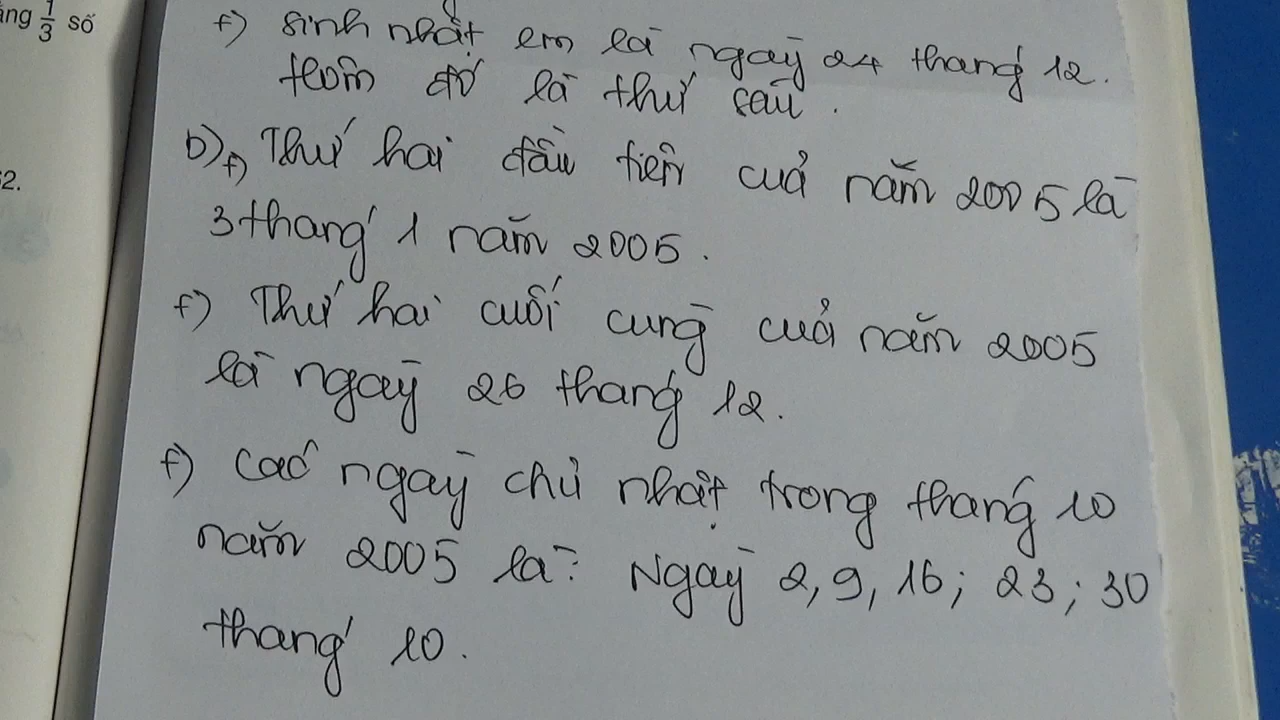 ng 1/3 số
2.
+) sinh nhật em là ngày 24 tháng 12.
Hôm đó là thứ sáu.
b) +) Thứ hai đầu tiên của năm 2005 là
3 tháng 1 năm 2005.
+) Thứ hai cuối cùng của năm 2005
là ngày 26 tháng 12.
+) Các ngày chủ nhật trong tháng 10
năm 2005 là: Ngày 2, 9, 16; 23; 30
tháng 10.